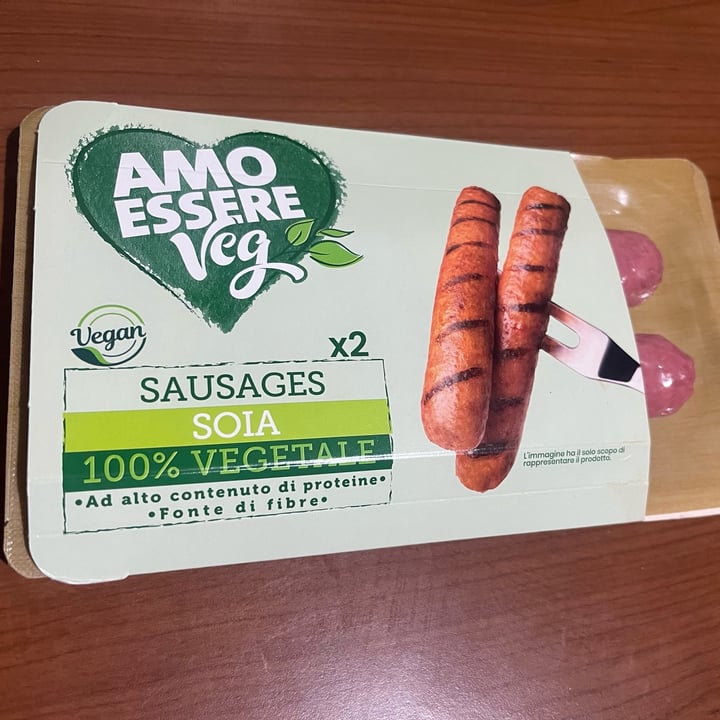 AMO
ESSERE
Veg
Vegan
x2
SAUSAGES
SOIA
100% VEGETALE
•Ad alto contenuto di proteine•
•Fonte di fibre•
L'immagine ha il solo scopo di
rappresentare il prodotto.